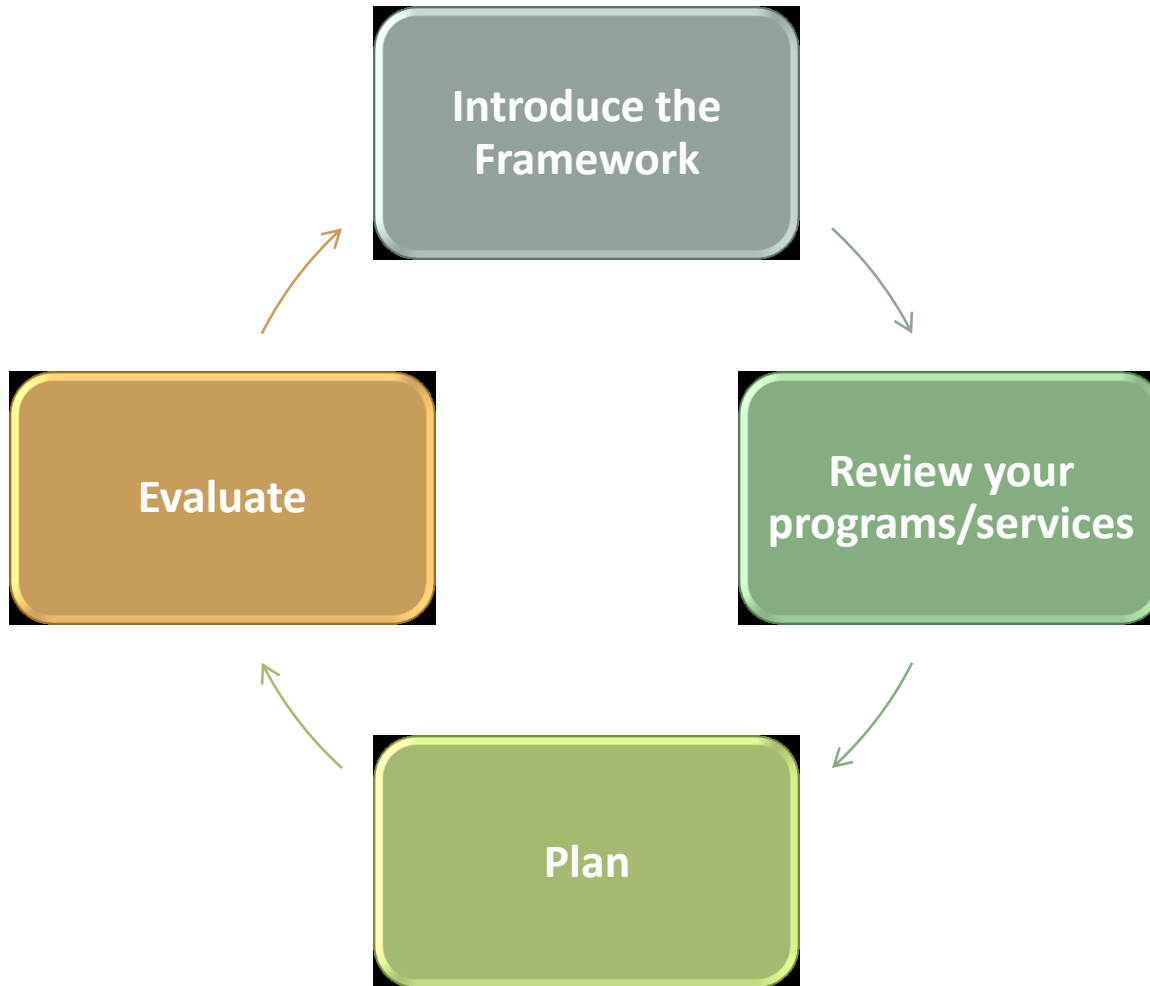 Introduce the
Framework
Review your
programs/services
Plan
Evaluate